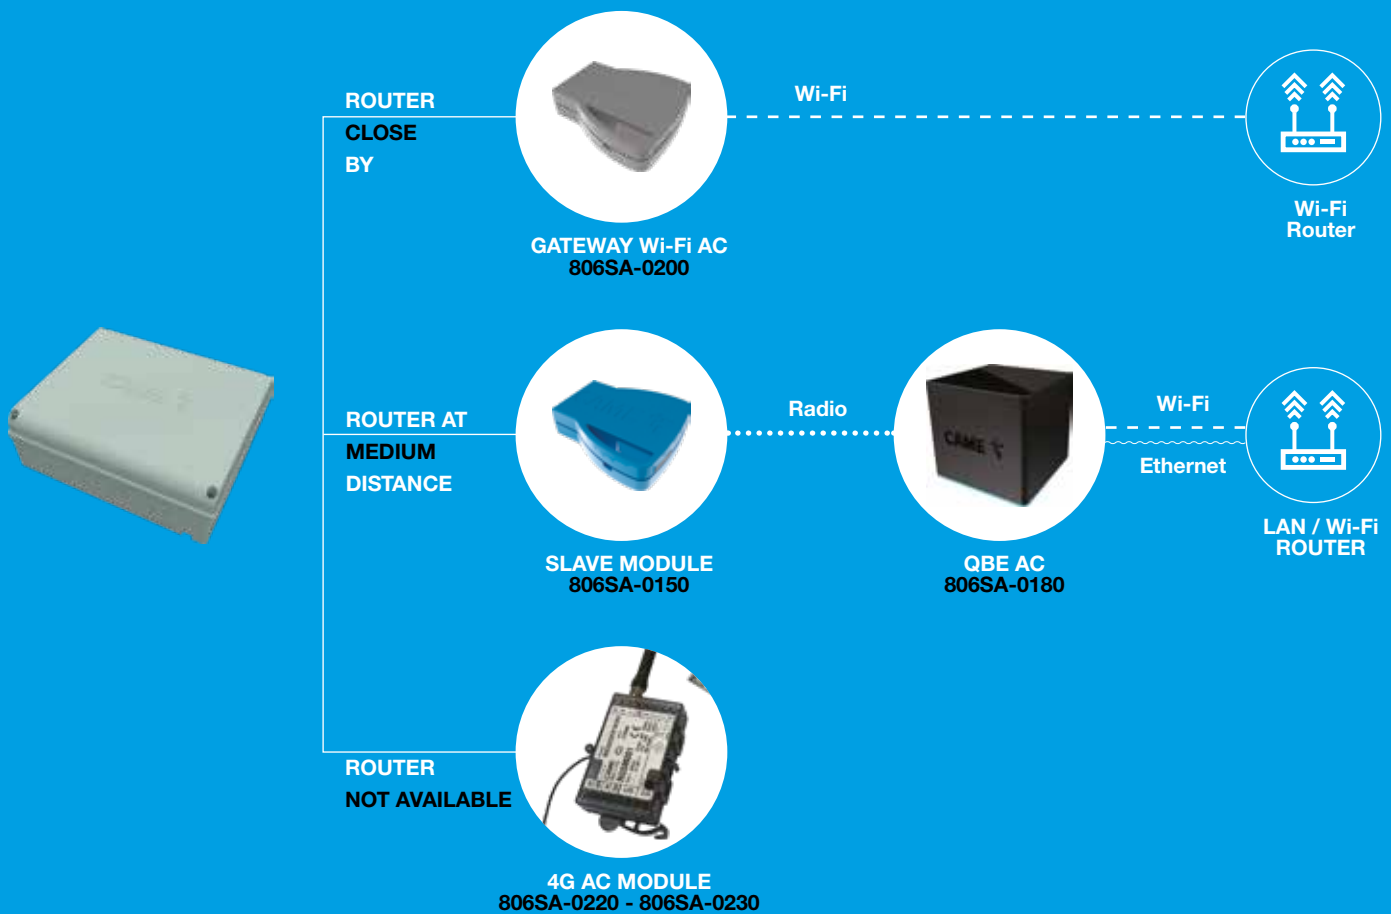 ROUTER
CLOSE
BY
Wi-Fi
GATEWAY Wi-Fi AC
806SA-0200
Wi-Fi
Router
ROUTER AT
MEDIUM
DISTANCE
SLAVE MODULE
806SA-0150
Radio
CAME
QBE AC
806SA-0180
Wi-Fi
Ethernet
LAN / Wi-Fi
ROUTER
ROUTER
NOT AVAILABLE
4G AC MODULE
806SA-0220 - 806SA-0230